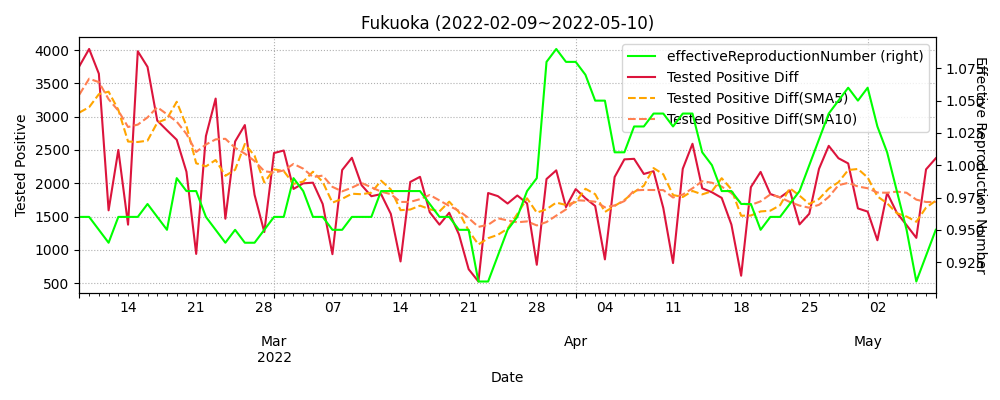 Fukuoka (2022-02-09~2022-05-10)
effectiveReproductionNumber (right)
Tested Positive Diff
Tested Positive Diff(SMA5)
Tested Positive Diff(SMA10)
Tested Positive
4000
3500
3000
2500
2000
1500
1000
500
Effective Reproduction Number
1.075
1.050
1.025
1.000
0.975
0.950
0.925
14 21 28 07 14 21 28 04 11 18 25 02
Mar Apr May
2022
Date